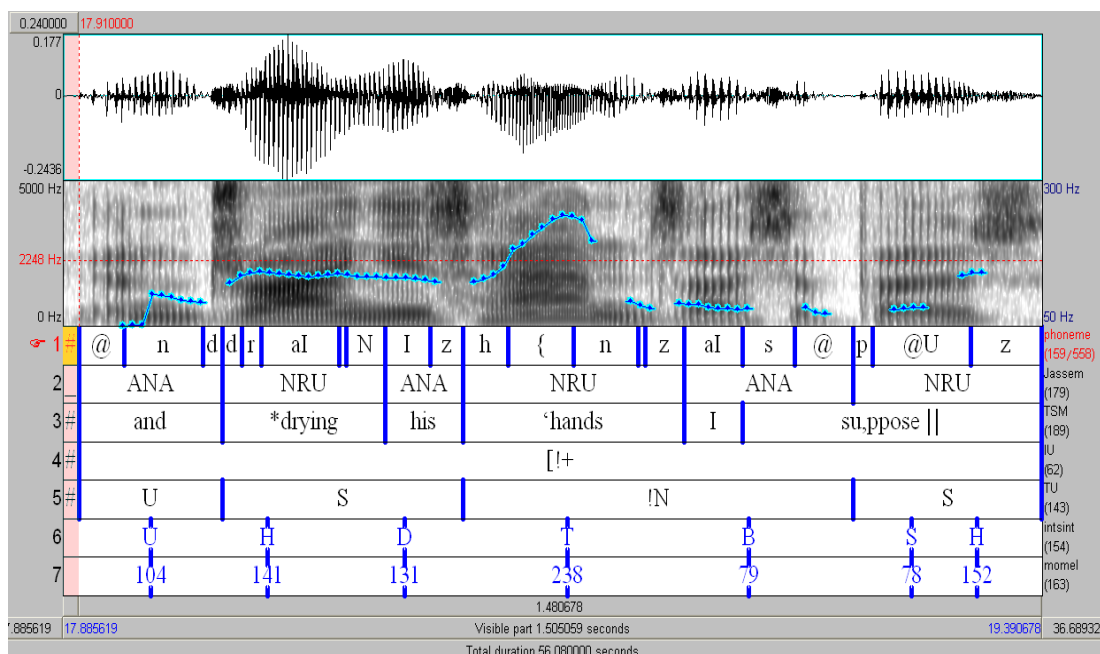 0.240000 17.910000
0.177
0
-0.2436
5000 Hz 300 Hz
2248 Hz
0 Hz 50 Hz
1 # @ n d d r aI N I z h { n z aI s @ p @U z phoneme (159/558)
2 _ ANA NRU ANA NRU ANA NRU Jassem (179)
3 # and *drying his ‘hands I su,ppose || TSM (189)
4 # [!+ IU (62)
5 # U S !N S TU (143)
6 U H D T B S H intsint (154)
7 104 141 131 238 79 78 152 momel (163)
1.480678
7.885619 17.885619 Visible part 1.505059 seconds 19.390678 36.68932
Total duration 56.080000 seconds